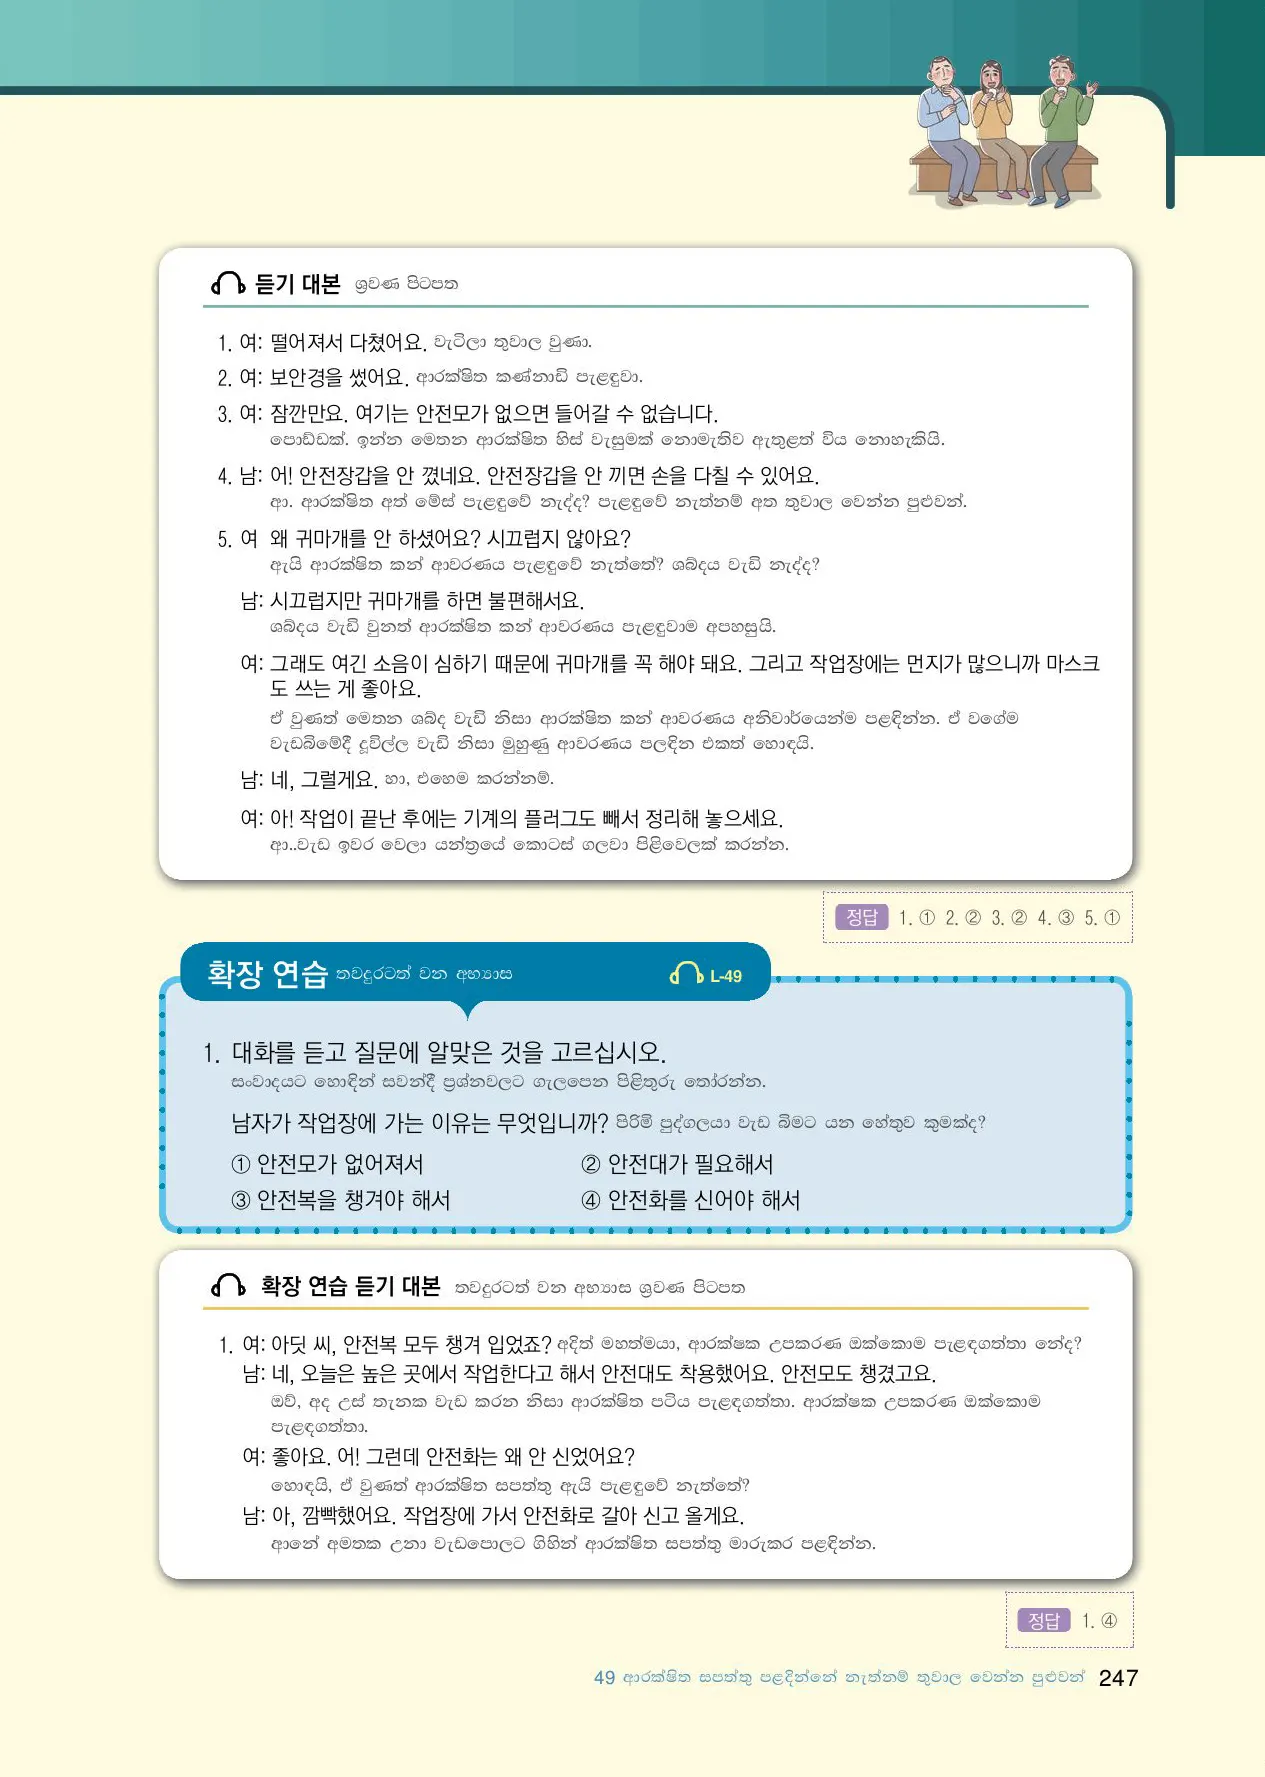 듣기 대본 ශ්‍රවණ පිටපත
1. 여: 떨어져서 다쳤어요. වැටිලා තුවාල වුණා.
2. 여: 보안경을 썼어요. ආරක්ෂිත කණ්නාඩි පැළඳුවා.
3. 여: 잠깐만요. 여기는 안전모가 없으면 들어갈 수 없습니다.
පොඩ්ඩක්. ඉන්න මෙතන ආරක්ෂිත හිස් වැසුමක් නොමැතිව ඇතුළත් විය නොහැකියි.
4. 남: 어! 안전장갑을 안 꼈네요. 안전장갑을 안 끼면 손을 다칠 수 있어요.
ආ. ආරක්ෂිත අත් මේස් පැළඳුවේ නැද්ද? පැළඳුවේ නැත්නම් අත තුවාල වෙන්න පුළුවන්.
5. 여 왜 귀마개를 안 하셨어요? 시끄럽지 않아요?
ඇයි ආරක්ෂිත කන් ආවරණය පැළඳුවේ නැත්තේ? ශබ්දය වැඩි නැද්ද?
남: 시끄럽지만 귀마개를 하면 불편해서요.
ශබ්දය වැඩි වුනත් ආරක්ෂිත කන් ආවරණය පැළඳුවාම අපහසුයි.
여: 그래도 여긴 소음이 심하기 때문에 귀마개를 꼭 해야 돼요. 그리고 작업장에는 먼지가 많으니까 마스크
도 쓰는 게 좋아요.
ඒ වුණත් මෙතන ශබ්ද වැඩි නිසා ආරක්ෂිත කන් ආවරණය අනිවාර්යෙන්ම පළඳින්න. ඒ වගේම
වැඩබිමේදී දූවිල්ල වැඩි නිසා මුහුණු ආවරණය පලඳින එකත් හොඳයි.
남: 네, 그럴게요. හා, එහෙම කරන්නම්.
여: 아! 작업이 끝난 후에는 기계의 플러그도 빼서 정리해 놓으세요.
ආ..වැඩ ඉවර වෙලා යන්ත්‍රයේ කොටස් ගලවා පිළිවෙලක් කරන්න.
정답 1. ① 2. ② 3. ② 4. ③ 5. ①
확장 연습 තවදුරටත් වන අභ්‍යාස L-49
1. 대화를 듣고 질문에 알맞은 것을 고르십시오.
සංවාදයට හොඳින් සවන්දී ප්‍රශ්නවලට ගැලපෙන පිළිතුරු තෝරන්න.
남자가 작업장에 가는 이유는 무엇입니까? පිරිමි පුද්ගලයා වැඩ බිමට යන හේතුව කුමක්ද?
① 안전모가 없어져서 ② 안전대가 필요해서
③ 안전복을 챙겨야 해서 ④ 안전화를 신어야 해서
확장 연습 듣기 대본 තවදුරටත් වන අභ්‍යාස ශ්‍රවණ පිටපත
1. 여: 아딧 씨, 안전복 모두 챙겨 입었죠? අදිත් මහත්මයා, ආරක්ෂක උපකරණ ඔක්කොම පැළඳගත්තා නේද?
남: 네, 오늘은 높은 곳에서 작업한다고 해서 안전대도 착용했어요. 안전모도 챙겼고요.
ඔව්, අද උස් තැනක වැඩ කරන නිසා ආරක්ෂිත පටිය පැළඳගත්තා. ආරක්ෂක උපකරණ ඔක්කොම
පැළඳගත්තා.
여: 좋아요. 어! 그런데 안전화는 왜 안 신었어요?
හොඳයි, ඒ වුණත් ආරක්ෂිත සපත්තු ඇයි පැළඳුවේ නැත්තේ?
남: 아, 깜빡했어요. 작업장에 가서 안전화로 갈아 신고 올게요.
ආනේ අමතක උනා වැඩපොලට ගිහින් ආරක්ෂිත සපත්තු මාරුකර පළඳින්න.
정답 1. ④
49 ආරක්ෂිත සපත්තු පළදින්නේ නැත්නම් තුවාල වෙන්න පුළුවන් 247